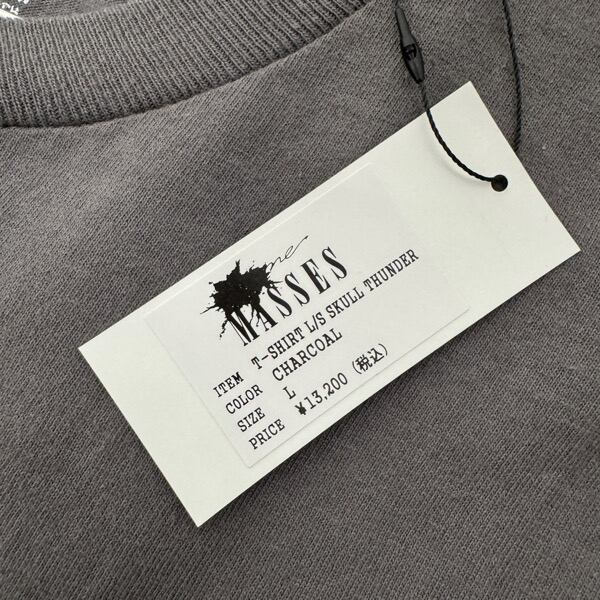 MASSES
ITEM T-SHIRT L/S SKULL THUNDER
COLOR CHARCOAL
SIZE L
PRICE ¥13,200 (税込)